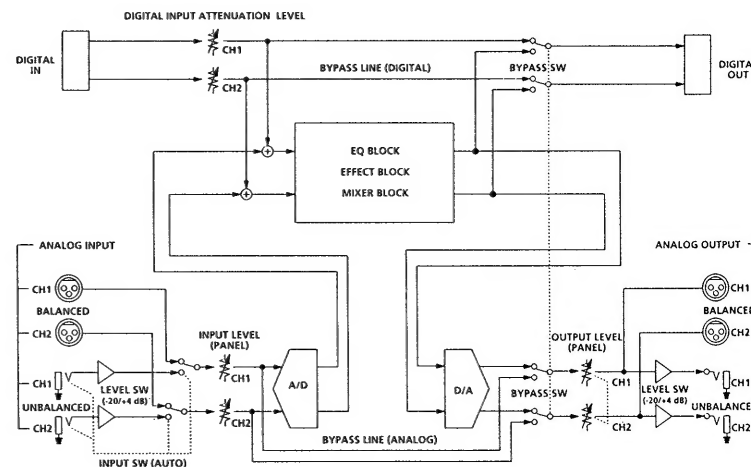 DIGITAL INPUT ATTENUATION LEVEL
CH1
DIGITAL
IN
CH2
BYPASS LINE (DIGITAL)
BYPASS SW
DIGITAL
OUT
EQ BLOCK
EFFECT BLOCK
MIXER BLOCK
ANALOG INPUT
CH1
BALANCED
CH2
CH1
UNBALANCED
CH2
LEVEL SW
(-20/+4 dB)
INPUT SW (AUTO)
INPUT LEVEL
(PANEL)
CH1
CH2
A/D
BYPASS LINE (ANALOG)
D/A
BYPASS SW
OUTPUT LEVEL
(PANEL)
CH1
CH2
ANALOG OUTPUT
CH1
BALANCED
CH2
LEVEL SW
(-20/+4 dB)
CH1
UNBALANCE
CH2